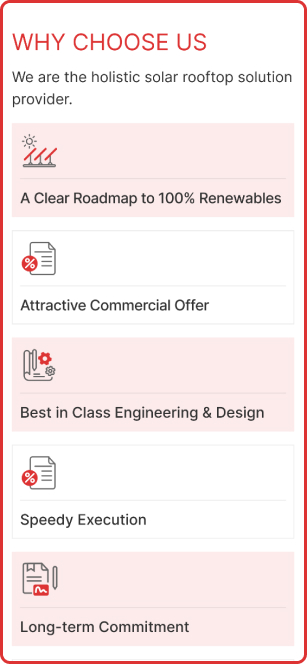 WHY CHOOSE US
We are the holistic solar rooftop solution
provider.
A Clear Roadmap to 100% Renewables
%
Attractive Commercial Offer
Best in Class Engineering & Design
%
Speedy Execution
Long-term Commitment